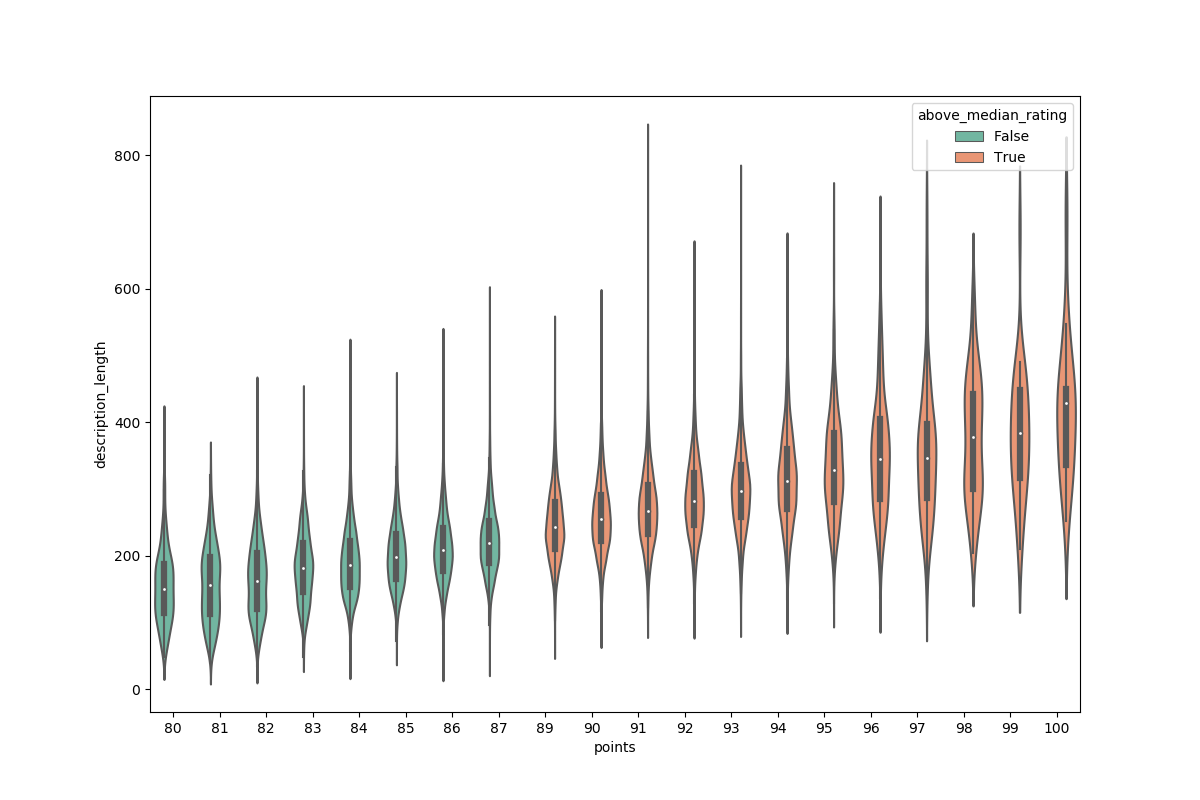 above_median_rating
False
True
800
600
400
200
0
description_length
80 81 82 83 84 85 86 87 89 90 91 92 93 94 95 96 97 98 99 100
points